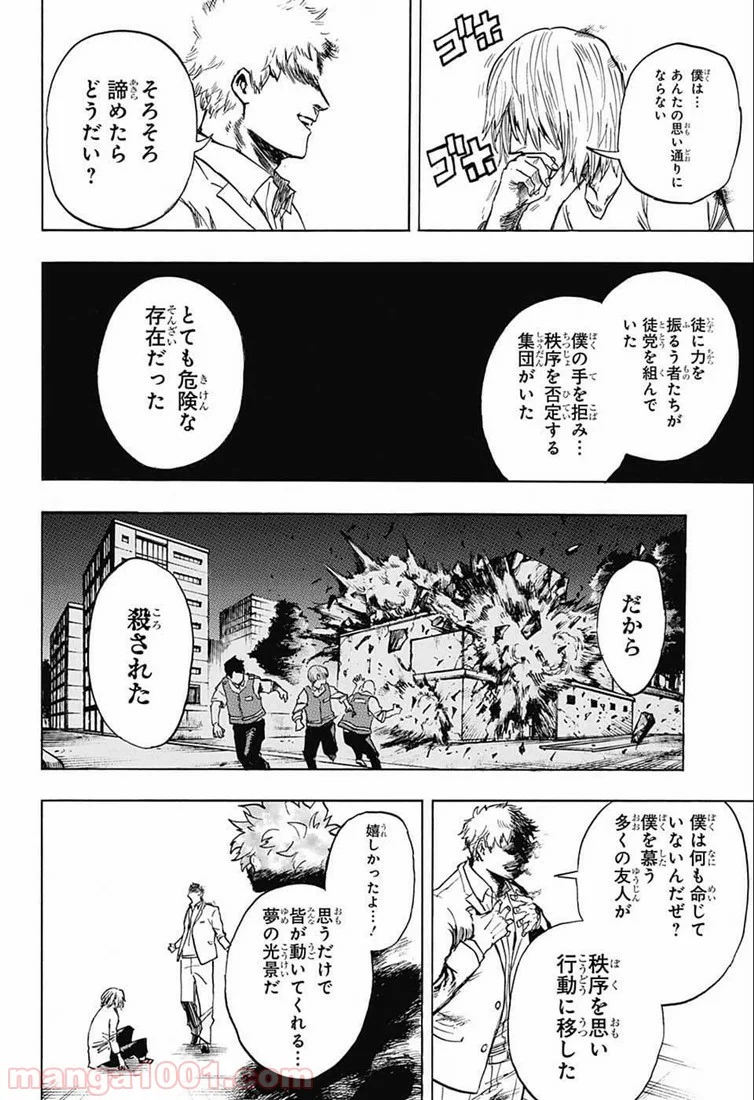 僕は…
あんたの思い通りに
ならない
ゴホ
ゴホ
そろそろ
諦めたら
どうだい？
徒に力を
振るう者たちが
徒党を組んで
いた
僕の手を拒み…
秩序を否定する
集団がいた
とても危険な
存在だった
だから
殺された
僕は何も命じて
いないんだぜ？
僕を慕う
多くの友人が
秩序を思い
行動に移した
嬉しかったよ…！
思うだけで
皆が動いてくれる…
夢の光景だ
manga1001.com